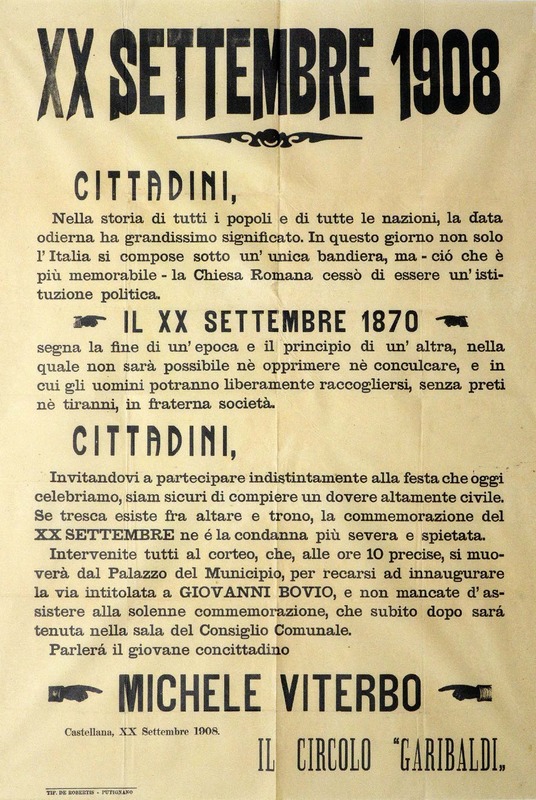 XX SETTEMBRE 1908
CITTADINI,
Nella storia di tutti i popoli e di tutte le nazioni, la data
odierna ha grandissimo significato. In questo giorno non solo
l'Italia si compose sotto un'unica bandiera, ma - ció che è
più memorabile - la Chiesa Romana cessò di essere un'isti-
tuzione politica.
IL XX SETTEMBRE 1870
segna la fine di un'epoca e il principio di un' altra, nella
quale non sarà possibile nè opprimere nè conculcare, e in
cui gli uomini potranno liberamente raccogliersi, senza preti
nè tiranni, in fraterna società.
CITTADINI,
Invitandovi a partecipare indistintamente alla festa che oggi
celebriamo, siam sicuri di compiere un dovere altamente civile.
Se tresca esiste fra altare e trono, la commemorazione del
XX SETTEMBRE ne é la condanna più severa e spietata.
Intervenite tutti al corteo, che, alle ore 10 precise, si muo-
verà dal Palazzo del Municipio, per recarsi ad innaugurare
la via intitolata a GIOVANNI BOVIO, e non mancate d'as-
sistere alla solenne commemorazione, che subito dopo sará
tenuta nella sala del Consiglio Comunale.
Parlerá il giovane concittadino
MICHELE VITERBO
Castellana, XX Settembre 1908.
IL CIRCOLO “GARIBALDI„
TIP. DE ROBERTIS - PUTIGNANO